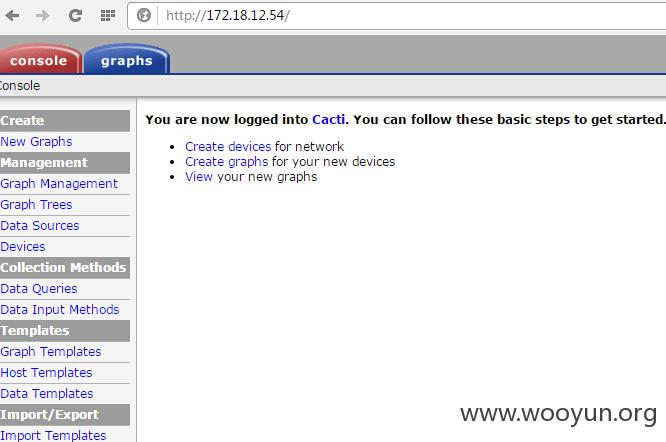 http://172.18.12.54/
console
graphs
Console
Create
New Graphs
Management
Graph Management
Graph Trees
Data Sources
Devices
Collection Methods
Data Queries
Data Input Methods
Templates
Graph Templates
Host Templates
Data Templates
Import/Export
Import Templates
You are now logged into Cacti. You can follow these basic steps to get started.
Create devices for network
Create graphs for your new devices
View your new graphs
www.wooyun.org